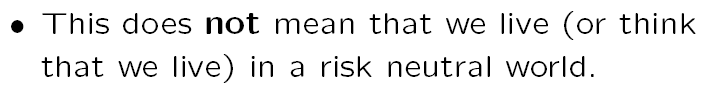 • This does not mean that we live (or think
that we live) in a risk neutral world.